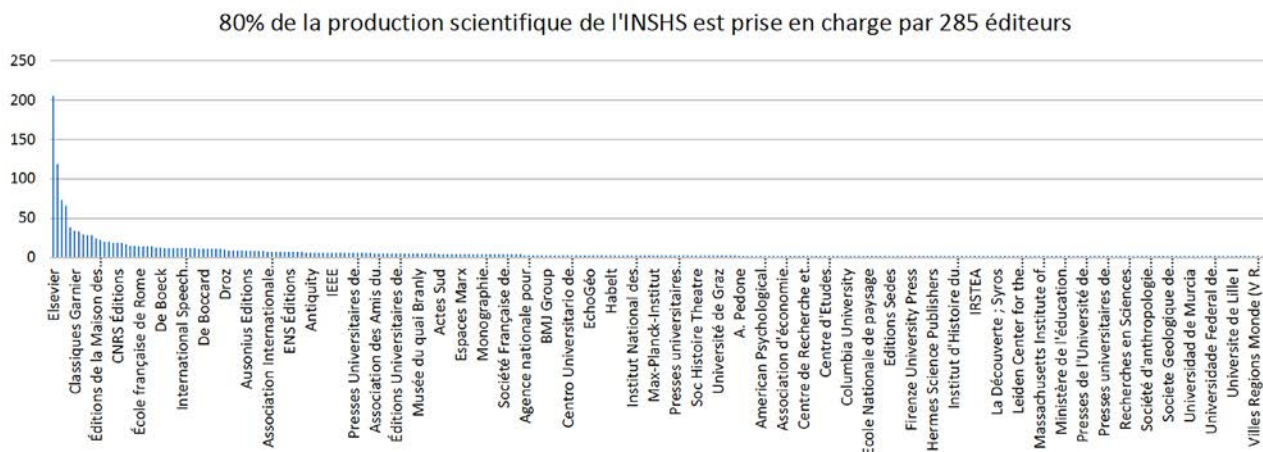 80% de la production scientifique de l'INSHS est prise en charge par 285 éditeurs
250
200
150
100
50
0
Elsevier
Classiques Garnier
Éditions de la Maison des...
CNRS Éditions
École française de Rome
De Boeck
International Speech...
De Boccard
Droz
Ausonius Editions
Association Internationale...
ENS Éditions
Antiquity
IEEE
Presses Universitaires de...
Association des Amis du...
Éditions Universitaires de...
Musée du quai Branly
Actes Sud
Espaces Marx
Monographie...
Société Française de...
Agence nationale pour...
BMJ Group
Centro Universitario de...
EchoGéo
Habelt
Institut National des...
Max-Planck-Institut
Presses universitaires...
Soc Histoire Theatre
Université de Graz
A. Pedone
American Psychological...
Association d'économie...
Centre de Recherche et...
Centre d'Etudes...
Columbia University
Ecole Nationale de paysage
Editions Sedes
Firenze University Press
Hermes Science Publishers
Institut d'Histoire du...
IRSTEA
La Découverte ; Syros
Leiden Center for the...
Massachusetts Institute of...
Ministère de l'éducation...
Presses de l'Université de...
Presses universitaires de...
Recherches en Sciences...
Société d'anthropologie...
Societe Geologique de...
Universidad de Murcia
Universidade Federal de...
Universite de Lille I
Villes Regions Monde (V R...